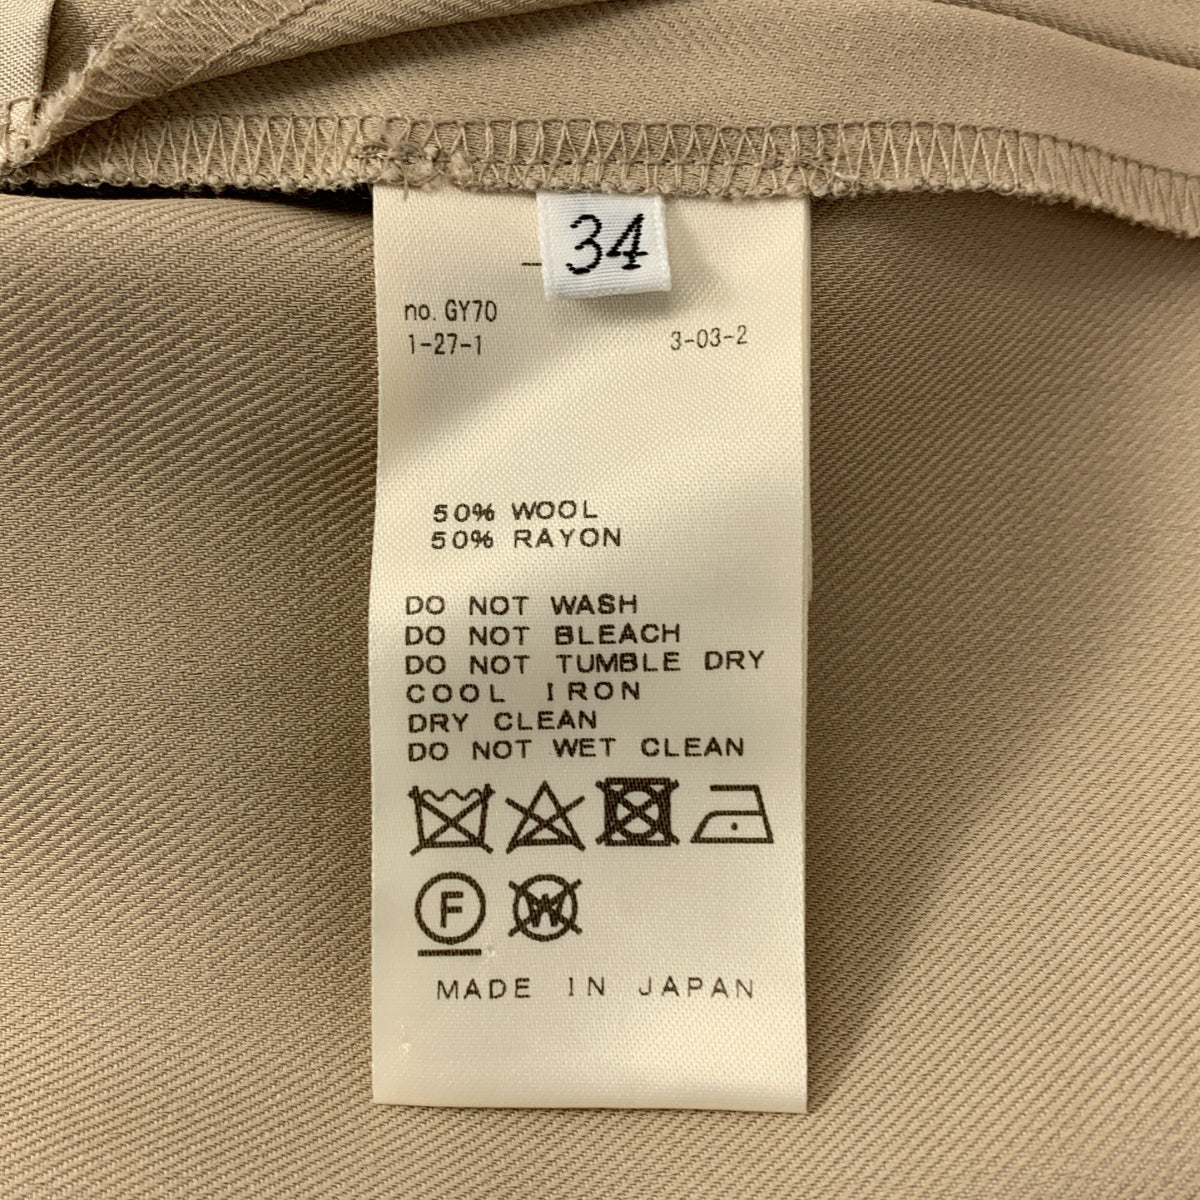 34
no. GY70
1-27-1 3-03-2
50% WOOL
50% RAYON
DO NOT WASH
DO NOT BLEACH
DO NOT TUMBLE DRY
COOL IRON
DRY CLEAN
DO NOT WET CLEAN
F W
MADE IN JAPAN